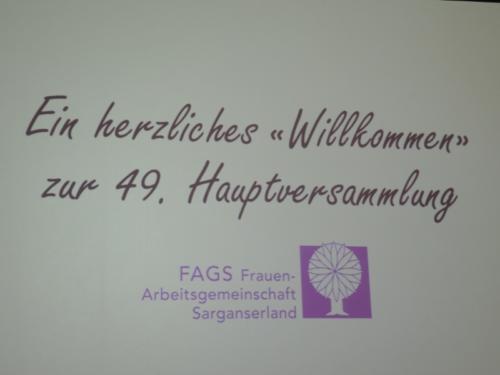 Ein herzliches «Willkommen»
zur 49. Hauptversammlung
FAGS Frauen-
Arbeitsgemeinschaft
Sarganserland